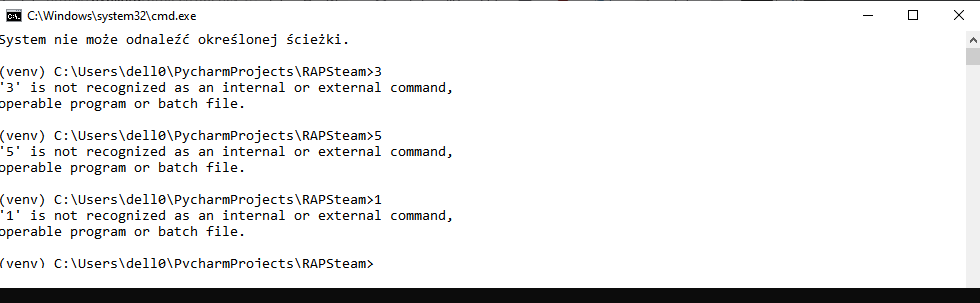 C:\Windows\system32\cmd.exe
System nie może odnaleźć określonej ścieżki.
(venv) C:\Users\dell0\PycharmProjects\RAPSteam>3
'3' is not recognized as an internal or external command,
operable program or batch file.
(venv) C:\Users\dell0\PycharmProjects\RAPSteam>5
'5' is not recognized as an internal or external command,
operable program or batch file.
(venv) C:\Users\dell0\PycharmProjects\RAPSteam>1
'1' is not recognized as an internal or external command,
operable program or batch file.
(venv) C:\Users\dell0\PycharmProjects\RAPSteam>